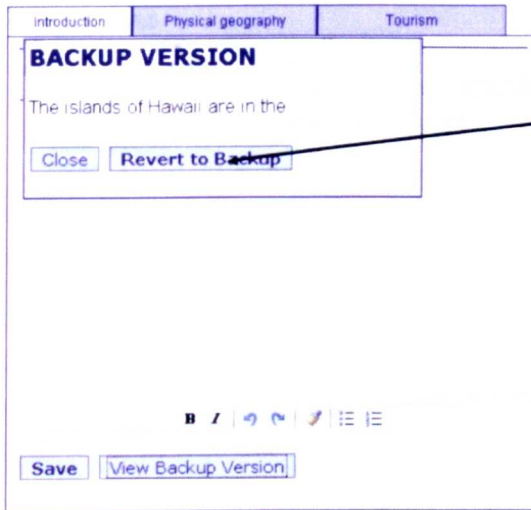 introduction Physical geography Tourism
BACKUP VERSION
The islands of Hawaii are in the
Close Revert to Backup
B I
Save View Backup Version